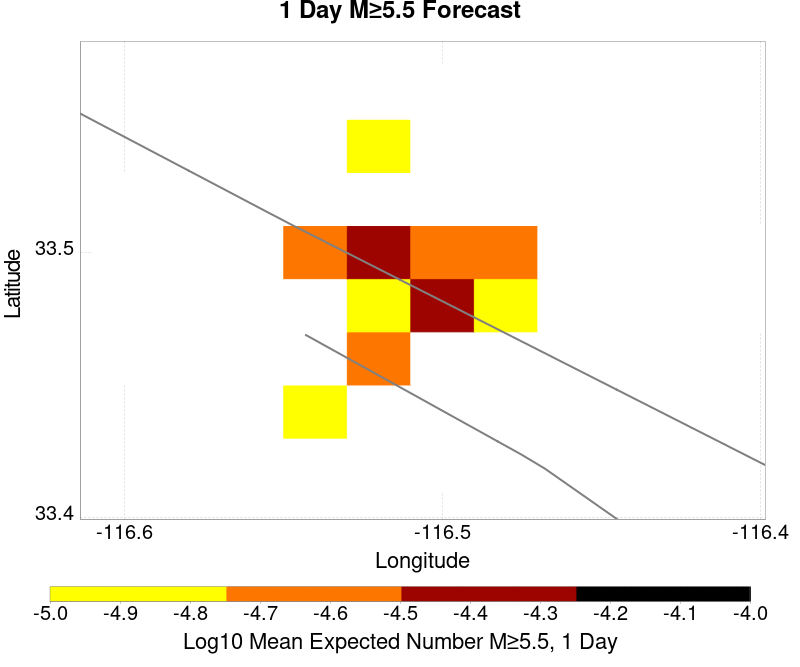 1 Day M≥5.5 Forecast
Latitude
33.5
33.4
-116.6 -116.5 -116.4
Longitude
-5.0 -4.9 -4.8 -4.7 -4.6 -4.5 -4.4 -4.3 -4.2 -4.1 -4.0
Log10 Mean Expected Number M≥5.5, 1 Day